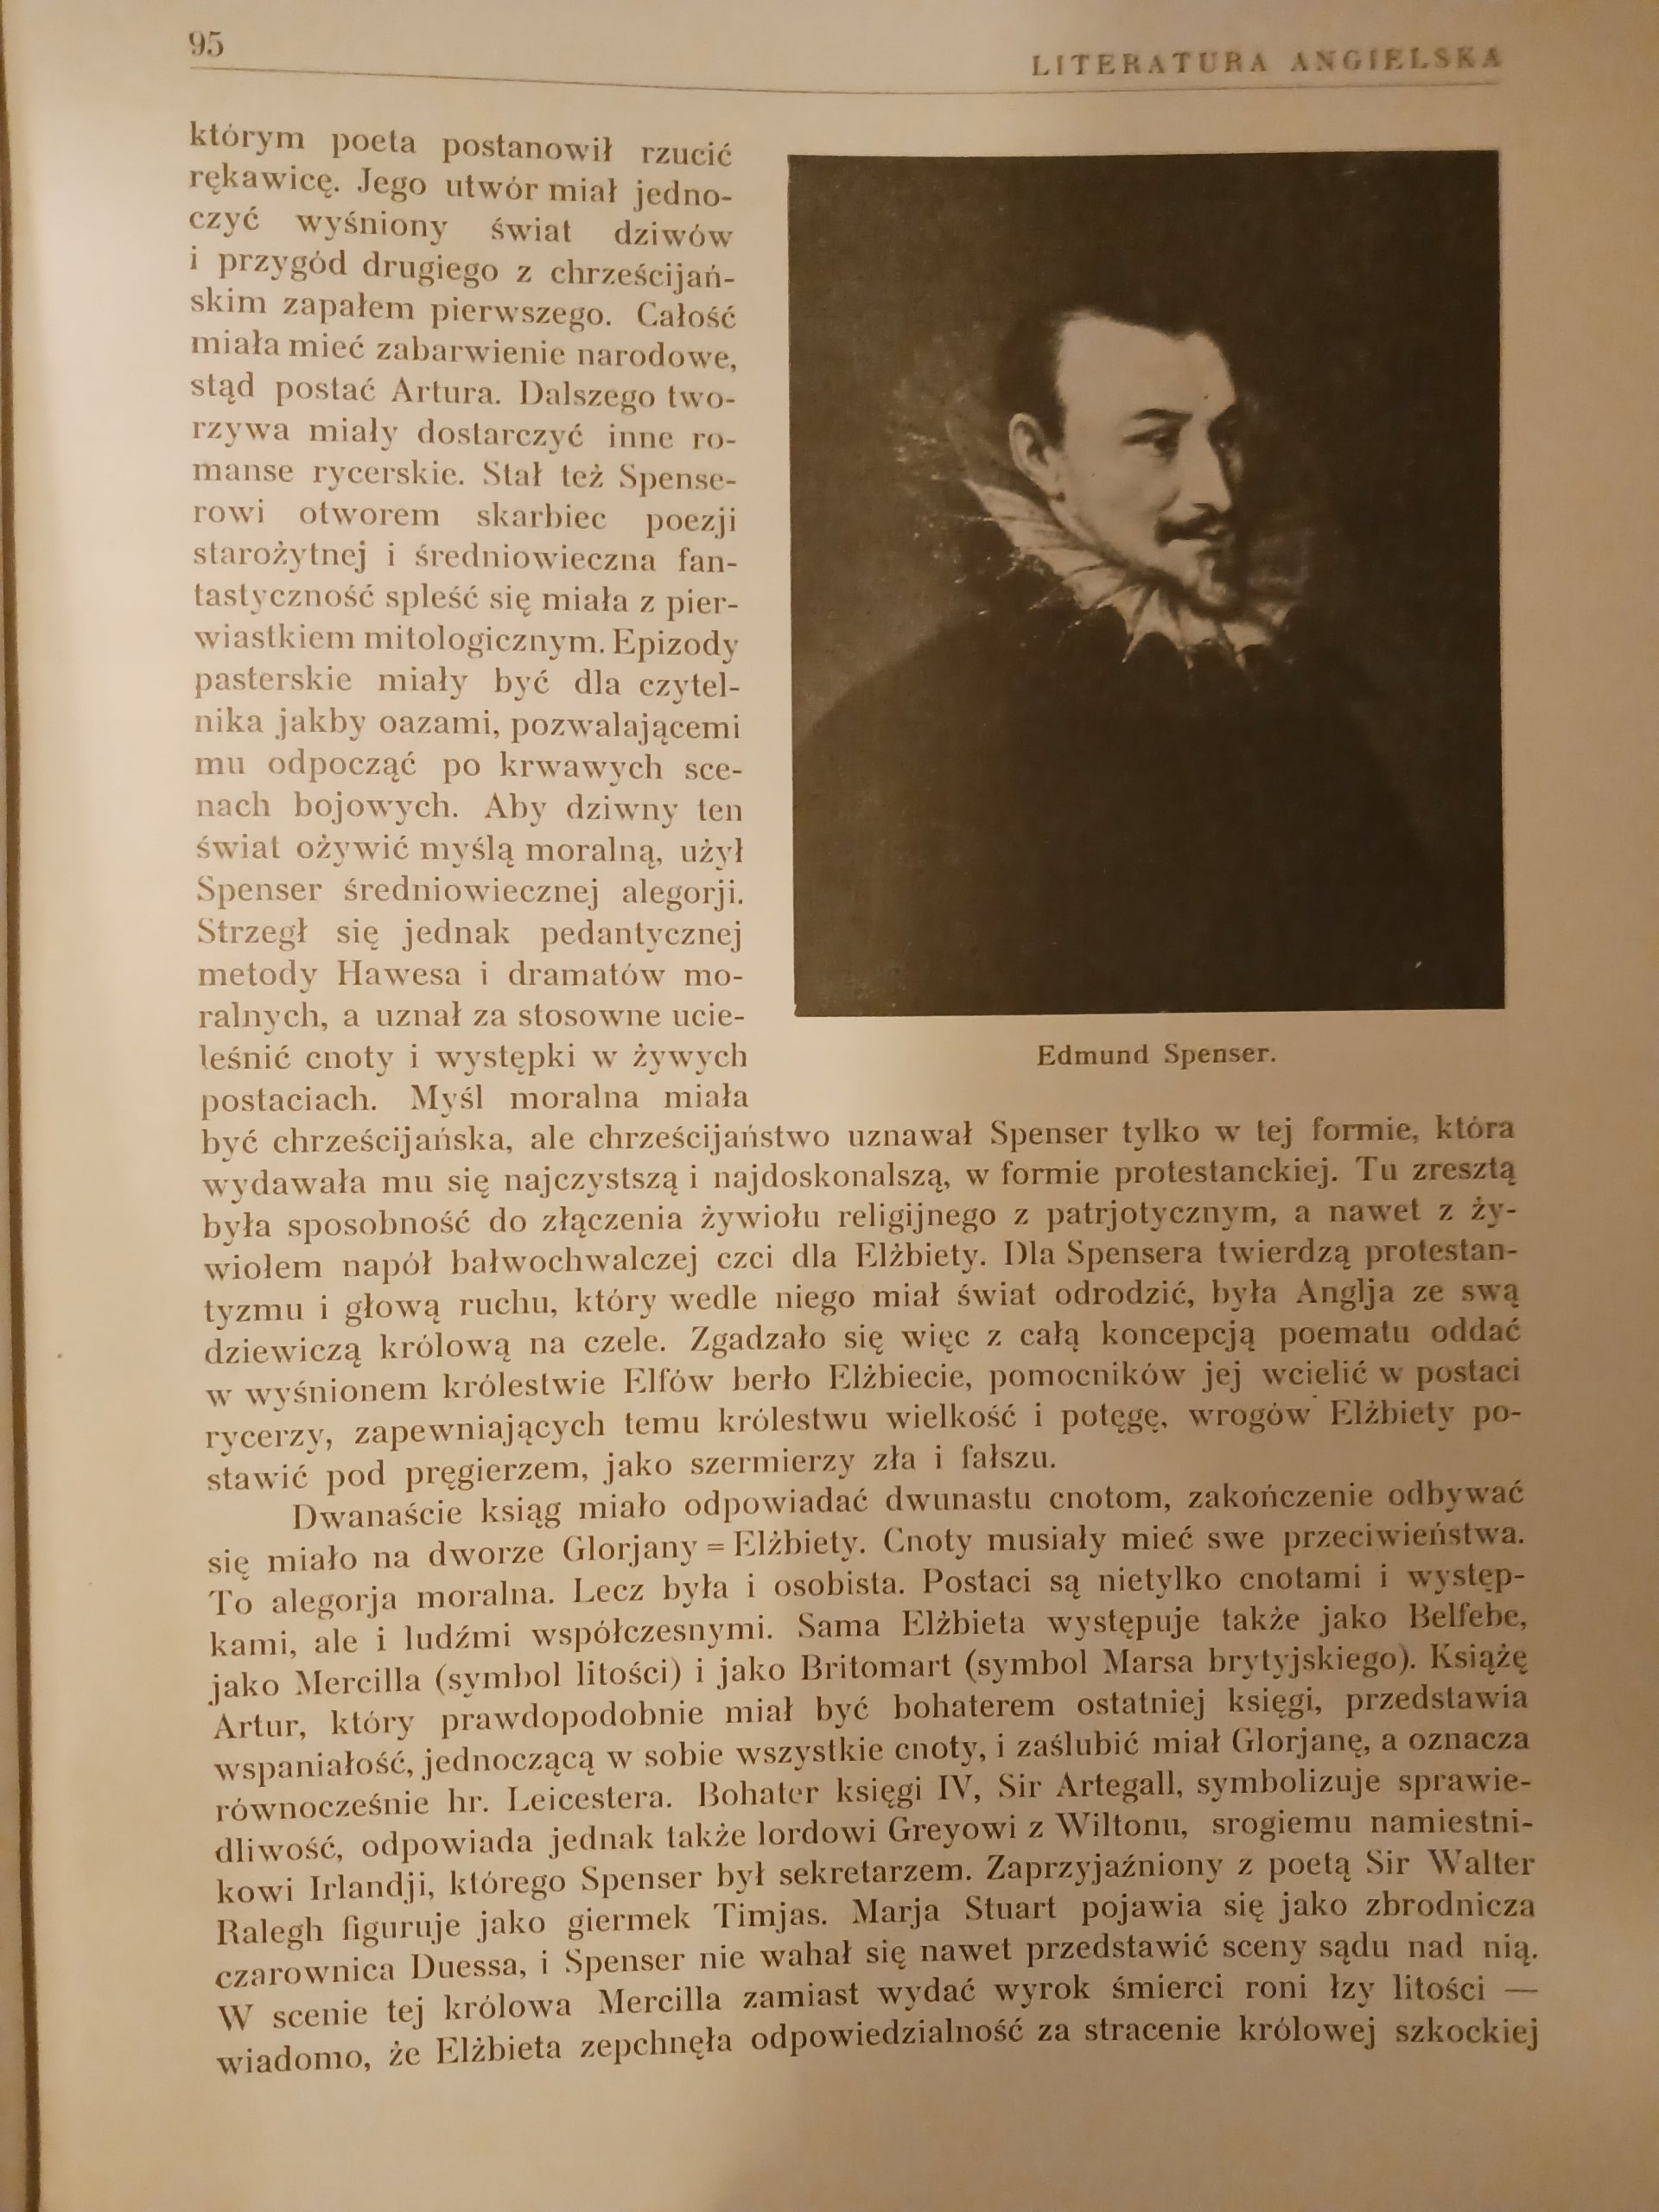 95
LITERATURA ANGIELSKA
którym poeta postanowił rzucić
rękawicę. Jego utwór miał jedno-
czyć wyśniony świat dziwów
i przygód drugiego z chrześcijań-
skim zapałem pierwszego. Całość
miała mieć zabarwienie narodowe,
stąd postać Artura. Dalszego two-
rzywa miały dostarczyć inne ro-
manse rycerskie. Stał też Spense-
rowi otworem skarbiec poezji
starożytnej i średniowieczna fan-
tastyczność spleść się miała z pier-
wiastkiem mitologicznym. Epizody
pasterskie miały być dla czytel-
nika jakby oazami, pozwalającemi
mu odpocząć po krwawych sce-
nach bojowych. Aby dziwny ten
świat ożywić myślą moralną, użył
Spenser średniowiecznej alegorji.
Strzegł się jednak pedantycznej
metody Hawesa i dramatów mo-
ralnych, a uznał za stosowne ucie-
leśnić cnoty i występki w żywych
postaciach. Myśl moralna miała
Edmund Spenser.
być chrześcijańska, ale chrześcijaństwo uznawał Spenser tylko w tej formie, która
wydawała mu się najczystszą i najdoskonalszą, w formie protestanckiej. Tu zresztą
była sposobność do złączenia żywiołu religijnego z patrjotycznym, a nawet z ży-
wiołem napół bałwochwalczej czci dla Elżbiety. Dla Spensera twierdzą protestan-
tyzmu i głową ruchu, który wedle niego miał świat odrodzić, była Anglja ze swą
dziewiczą królową na czele. Zgadzało się więc z całą koncepcją poematu oddać
w wyśnionem królestwie Elfów berło Elżbiecie, pomocników jej wcielić w postaci
rycerzy, zapewniających temu królestwu wielkość i potęgę, wrogów Elżbiety po-
stawić pod pręgierzem, jako szermierzy zła i fałszu.
Dwanaście ksiąg miało odpowiadać dwunastu cnotom, zakończenie odbywać
się miało na dworze Glorjany = Elżbiety. Cnoty musiały mieć swe przeciwieństwa.
To alegorja moralna. Lecz była i osobista. Postaci są nietylko cnotami i występ-
kami, ale i ludźmi współczesnymi. Sama Elżbieta występuje także jako Belfebe,
jako Mercilla (symbol litości) i jako Britomart (symbol Marsa brytyjskiego). Książę
Artur, który prawdopodobnie miał być bohaterem ostatniej księgi, przedstawia
wspaniałość, jednoczącą w sobie wszystkie cnoty, i zaślubić miał Glorjanę, a oznacza
równocześnie hr. Leicestera. Bohater księgi IV, Sir Artegall, symbolizuje sprawie-
dliwość, odpowiada jednak także lordowi Greyowi z Wiltonu, srogiemu namiestni-
kowi Irlandji, którego Spenser był sekretarzem. Zaprzyjaźniony z poetą Sir Walter
Ralegh figuruje jako giermek Timjas. Marja Stuart pojawia się jako zbrodnicza
czarownica Duessa, i Spenser nie wahał się nawet przedstawić sceny sądu nad nią.
W scenie tej królowa Mercilla zamiast wydać wyrok śmierci roni łzy litości —
wiadomo, że Elżbieta zepchnęła odpowiedzialność za stracenie królowej szkockiej